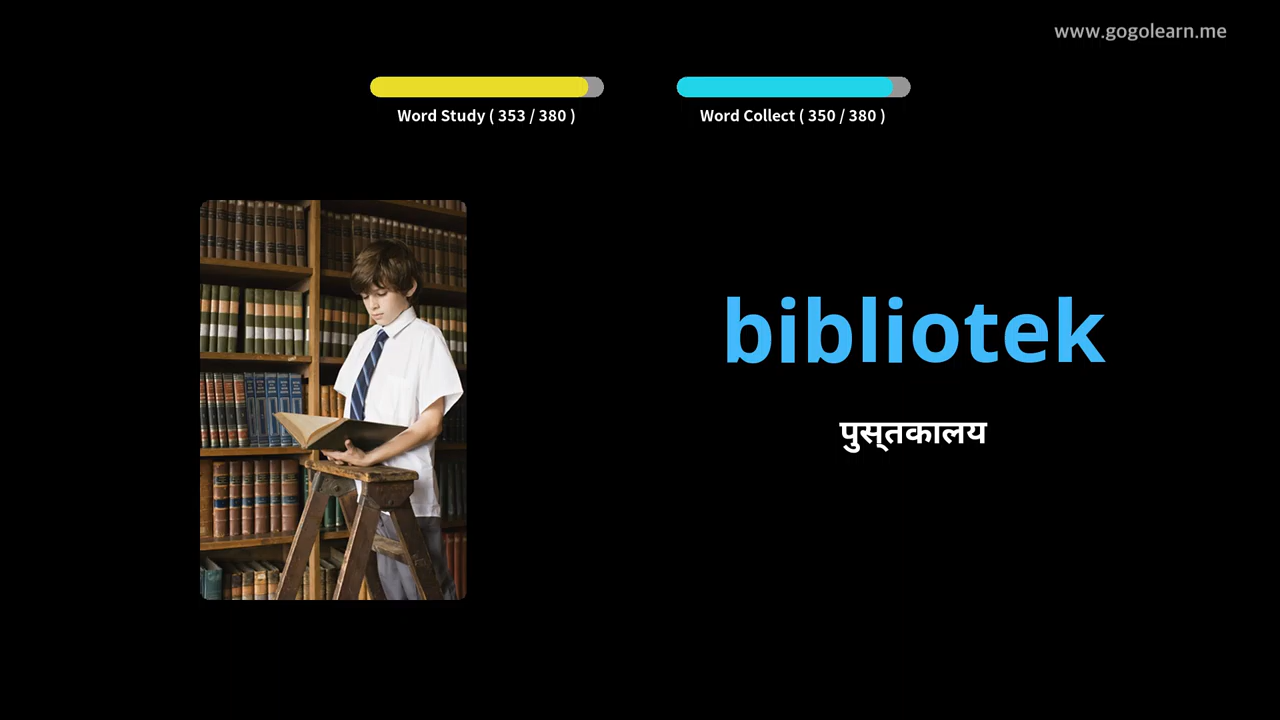 www.gogolearn.me
Word Study ( 353 / 380 )
Word Collect ( 350 / 380 )
bibliotek
पुस्तकालय